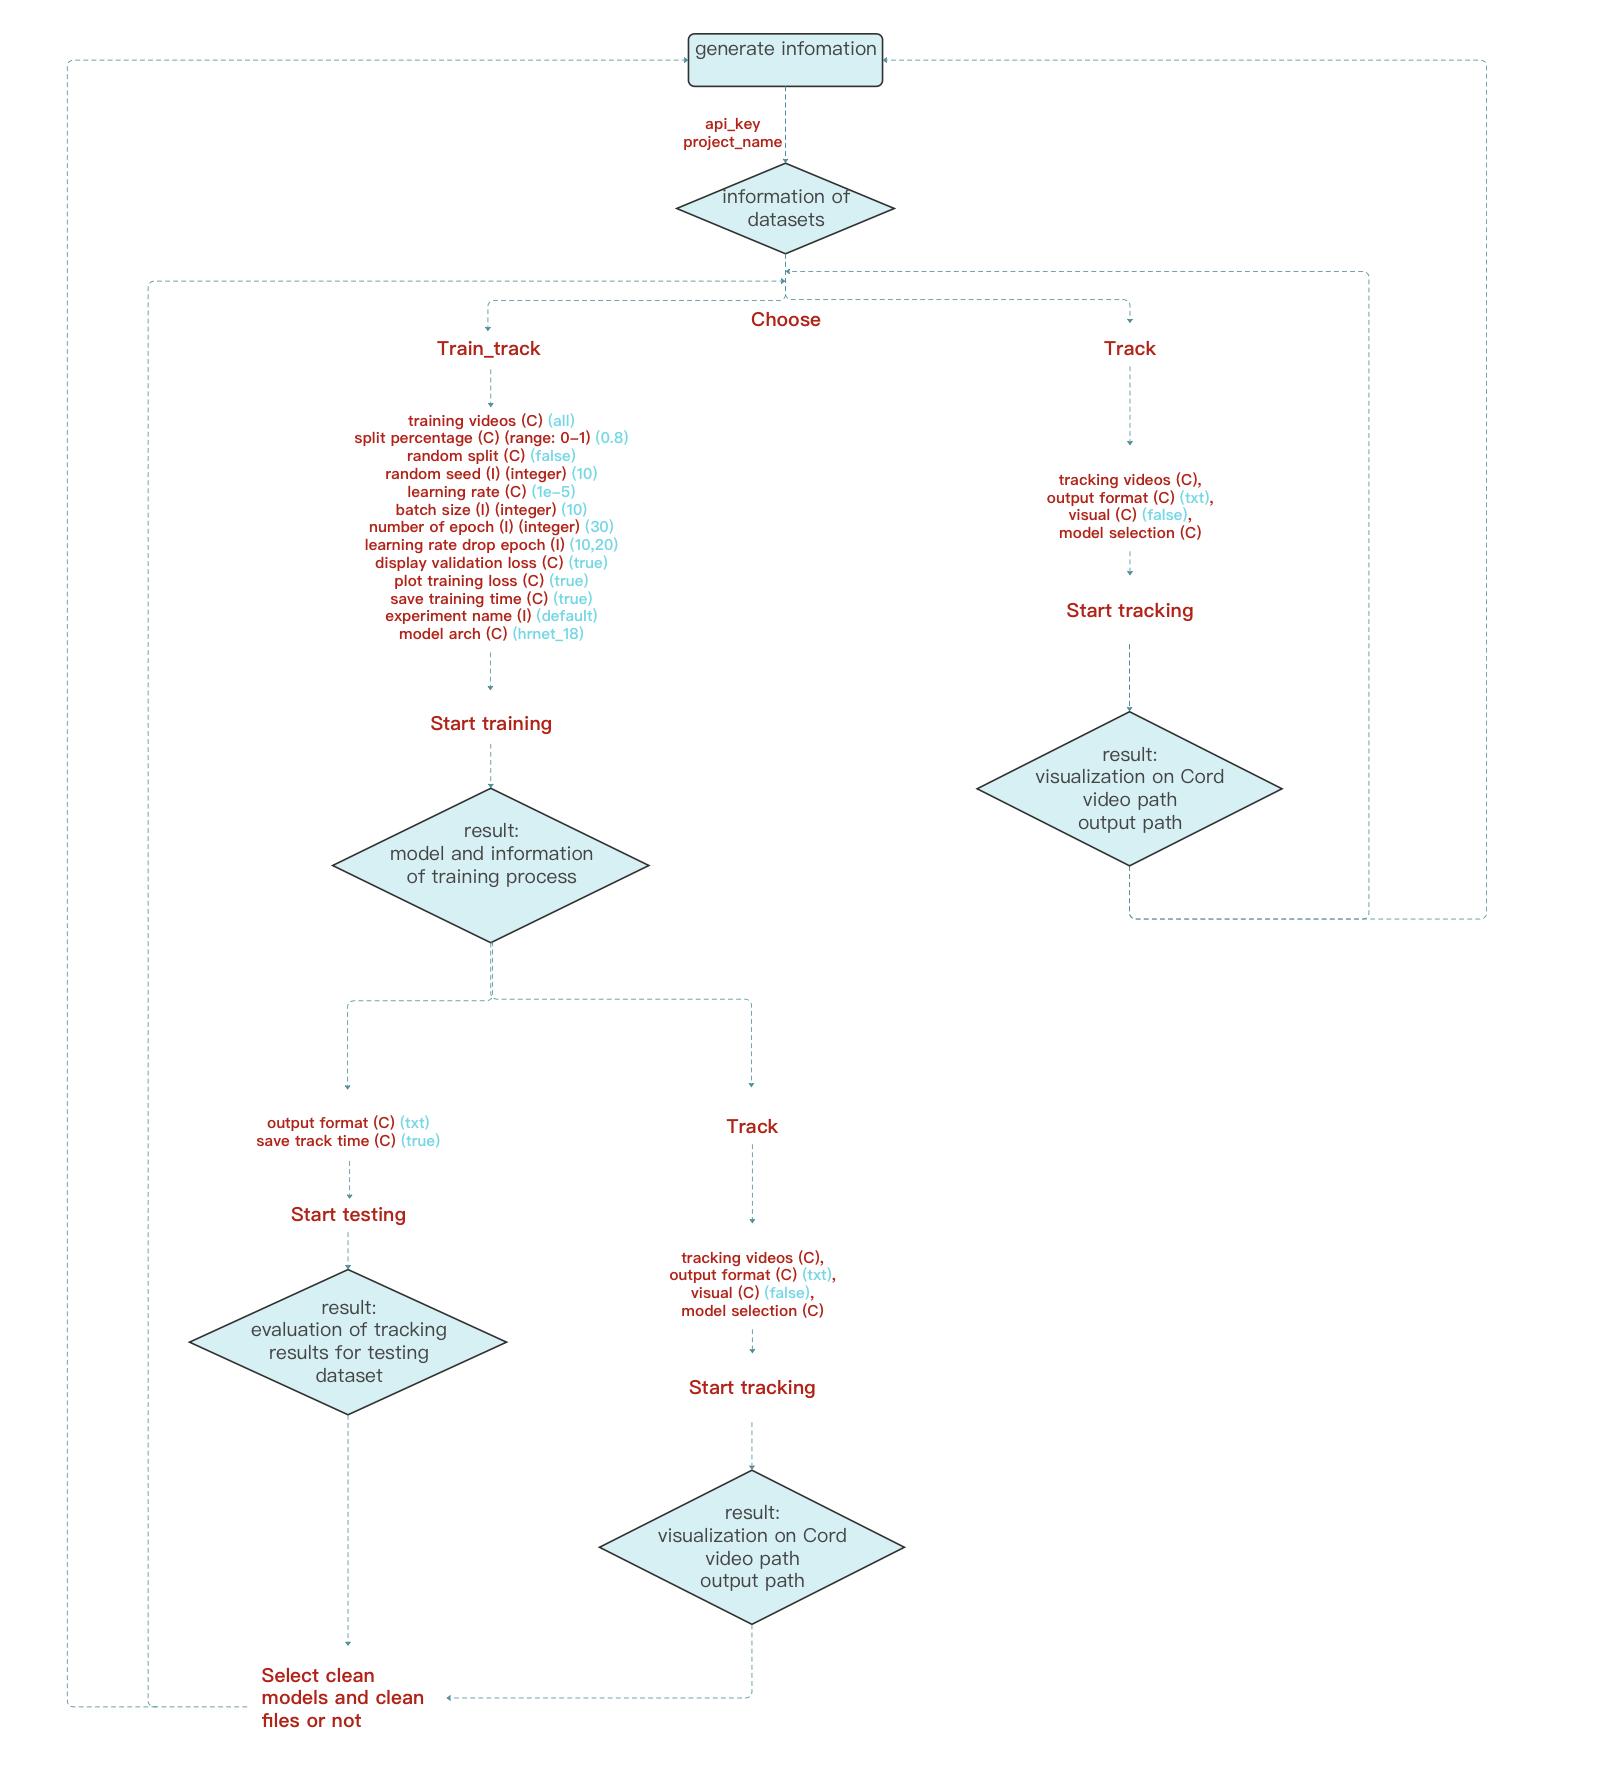 generate infomation
api_key
project_name
information of
datasets
Choose
Train_track
training videos (C) (all)
split percentage (C) (range: 0–1) (0.8)
random split (C) (false)
random seed (I) (integer) (10)
learning rate (C) (1e–5)
batch size (I) (integer) (10)
number of epoch (I) (integer) (30)
learning rate drop epoch (I) (10,20)
display validation loss (C) (true)
plot training loss (C) (true)
save training time (C) (true)
experiment name (I) (default)
model arch (C) (hrnet_18)
Start training
result:
model and information
of training process
Track
tracking videos (C),
output format (C) (txt),
visual (C) (false),
model selection (C)
Start tracking
result:
visualization on Cord
video path
output path
output format (C) (txt)
save track time (C) (true)
Start testing
result:
evaluation of tracking
results for testing
dataset
Track
tracking videos (C),
output format (C) (txt),
visual (C) (false),
model selection (C)
Start tracking
result:
visualization on Cord
video path
output path
Select clean
models and clean
files or not